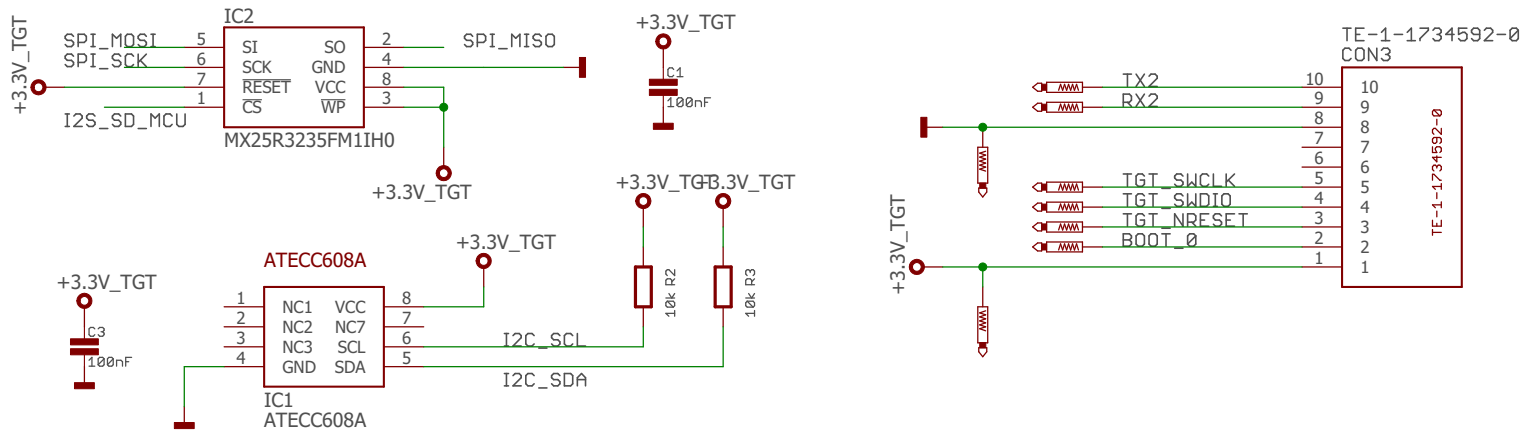 IC2
+3.3V_TGT
SPI_MOSI 5 SI SO 2 SPI_MISO
SPI_SCK 6 SCK GND 4
7 RESET VCC 8
1 CS WP 3
I2S_SD_MCU
MX25R3235FM1IH0
+3.3V_TGT
+3.3V_TGT
C1
100nF
+3.3V_TGT
+3.3V_TGT
10k R2
10k R3
+3.3V_TGT
ATECC608A
1 NC1 VCC 8
2 NC2 NC7 7
3 NC3 SCL 6 I2C_SCL
4 GND SDA 5
I2C_SDA
IC1
ATECC608A
+3.3V_TGT
C3
100nF
TE-1-1734592-0
CON3
TX2 10 10
RX2 9 9
8 8
7 7
6 6
TGT_SWCLK 5 5
TGT_SWDIO 4 4
TGT_NRESET 3 3
BOOT_0 2 2
1 1
+3.3V_TGT
TE-1-1734592-0